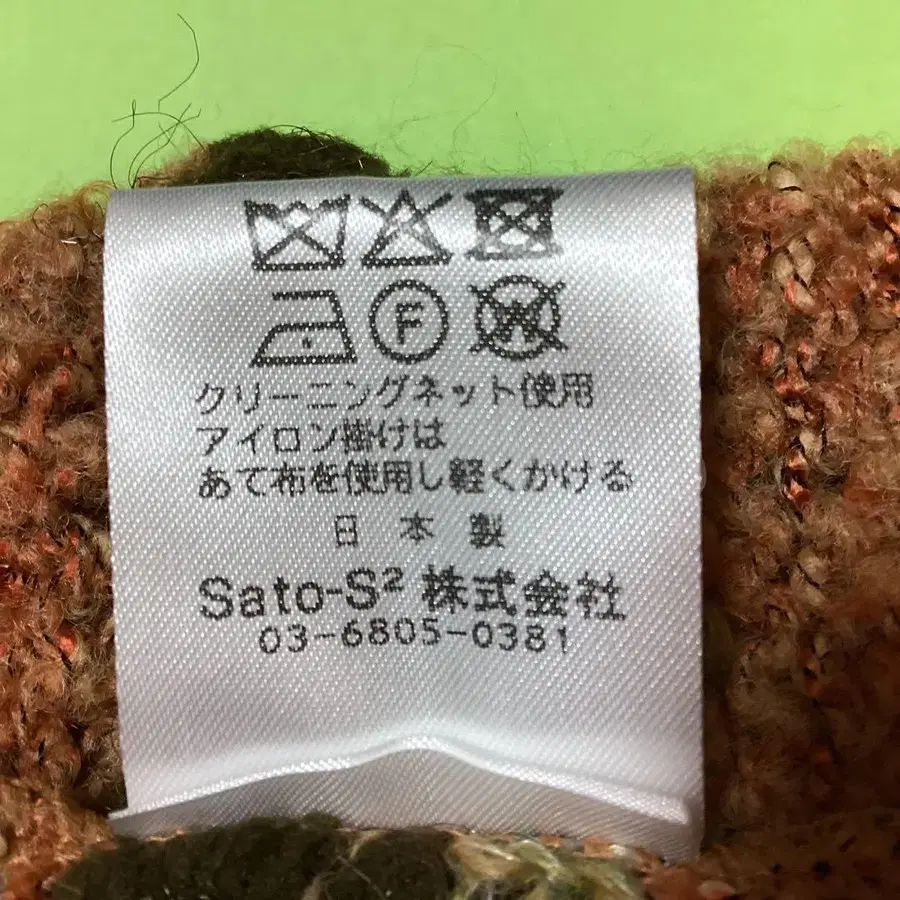 F
W
クリーニングネット使用
アイロン掛けは
あて布を使用し軽くかける
日本製
Sato-S² 株式会社
03-6805-0381